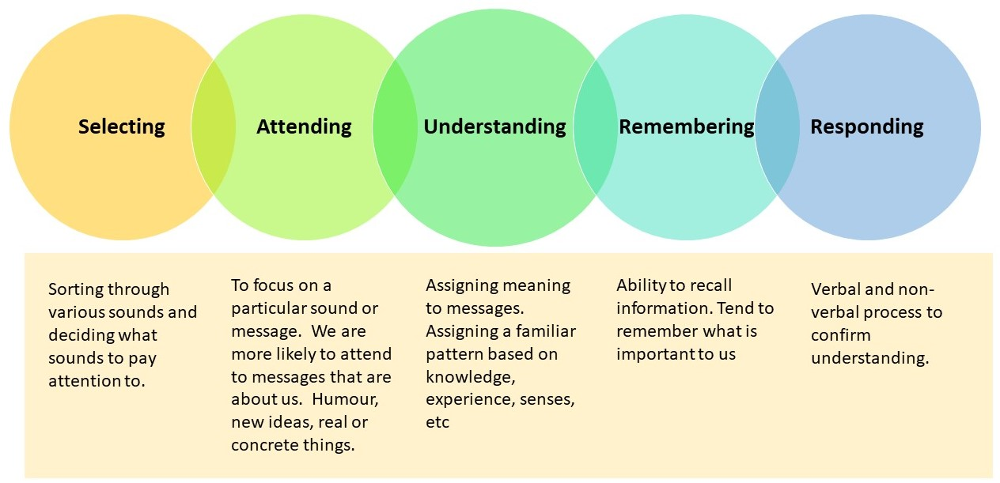 Selecting
Attending
Understanding
Remembering
Responding
Sorting through
various sounds and
deciding what
sounds to pay
attention to.
To focus on a
particular sound or
message.  We are
more likely to attend
to messages that are
about us.  Humour,
new ideas, real or
concrete things.
Assigning meaning
to messages.
Assigning a familiar
pattern based on
knowledge,
experience, senses,
etc
Ability to recall
information. Tend to
remember what is
important to us
Verbal and non-
verbal process to
confirm
understanding.